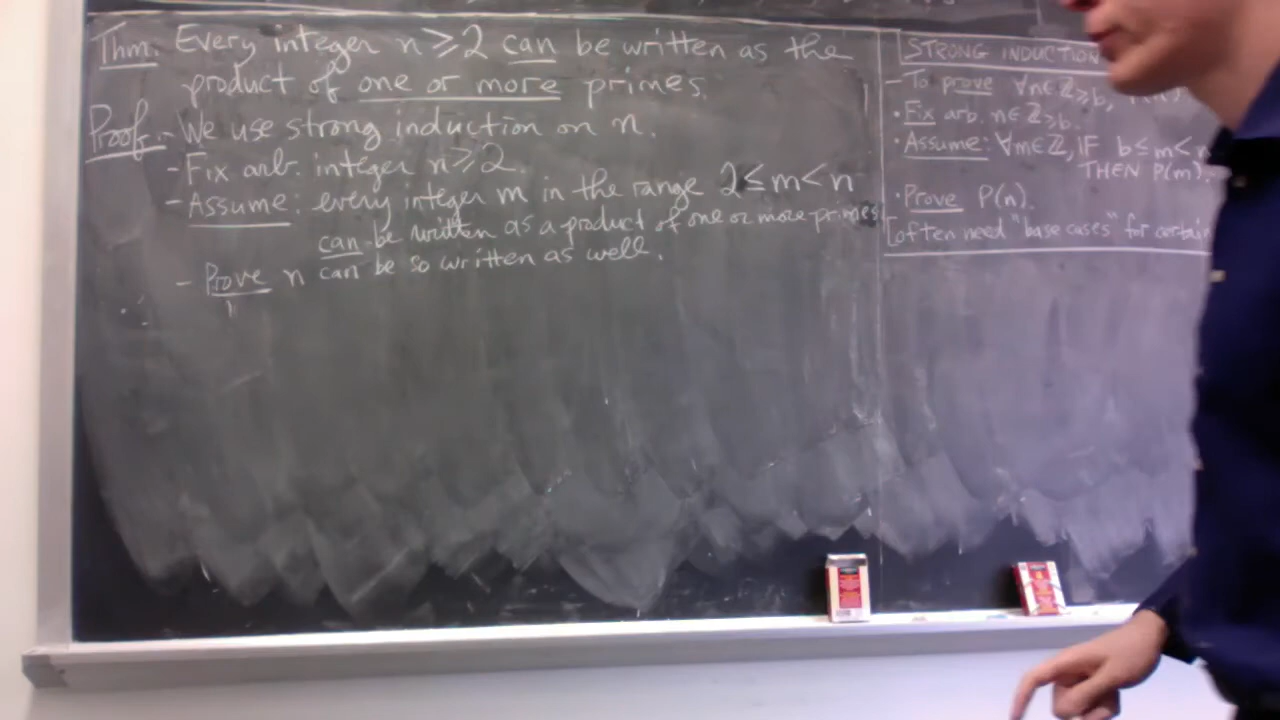 Thm. Every integer n ≥ 2 can be written as the
product of one or more primes.
Proof: - We use strong induction on n.
- Fix arb. integer n ≥ 2.
- Assume: every integer m in the range 2 ≤ m < n
can be written as a product of one or more primes
- Prove n can be so written as well.
STRONG INDUCTION
- To prove ∀n∈ℤ≥b,
• Fix arb. n∈ℤ≥b.
• Assume: ∀m∈ℤ, IF b ≤ m < n
THEN P(m).
• Prove P(n).
[often need "base cases" for